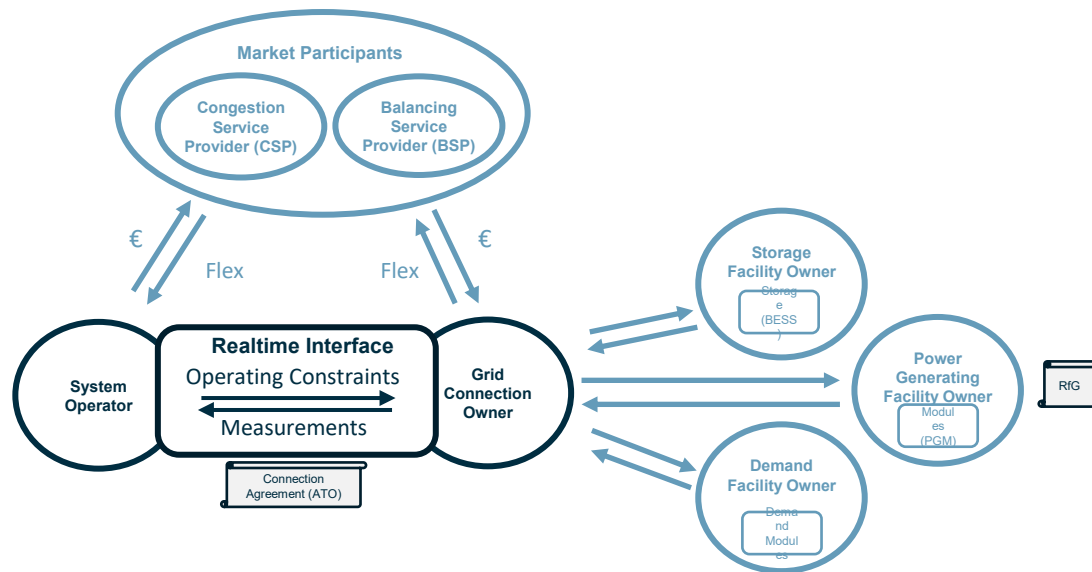 Market Participants
Congestion
Service
Provider (CSP)
Balancing
Service
Provider (BSP)
€
Flex
Flex
€
Storage
Facility Owner
Storag
e
(BESS
)
Realtime Interface
Operating Constraints
Measurements
System
Operator
Grid
Connection
Owner
Power
Generating
Facility Owner
Modul
es
(PGM)
RfG
Connection
Agreement (ATO)
Demand
Facility Owner
Dema
nd
Modul
es